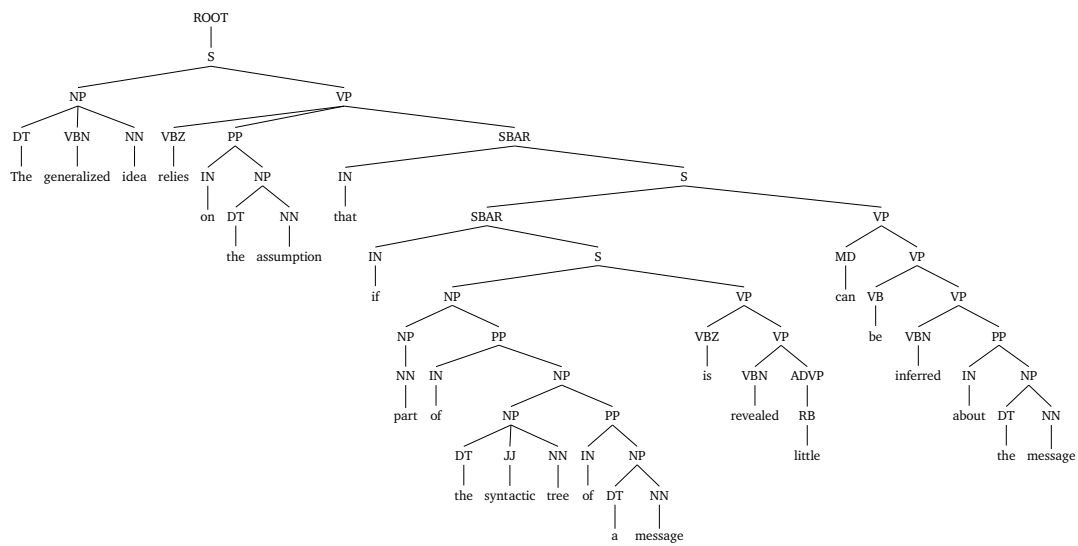 ROOT
S
NP VP
DT VBN NN VBZ PP SBAR
The generalized idea relies IN NP IN S
on DT NN that SBAR VP
the assumption IN S MD VP
if NP VP can VB VP
NP PP VBZ VP be VBN PP
NN IN NP is VBN ADVP inferred IN NP
part of NP PP revealed RB about DT NN
DT JJ NN IN NP little the message
the syntactic tree of DT NN
a message